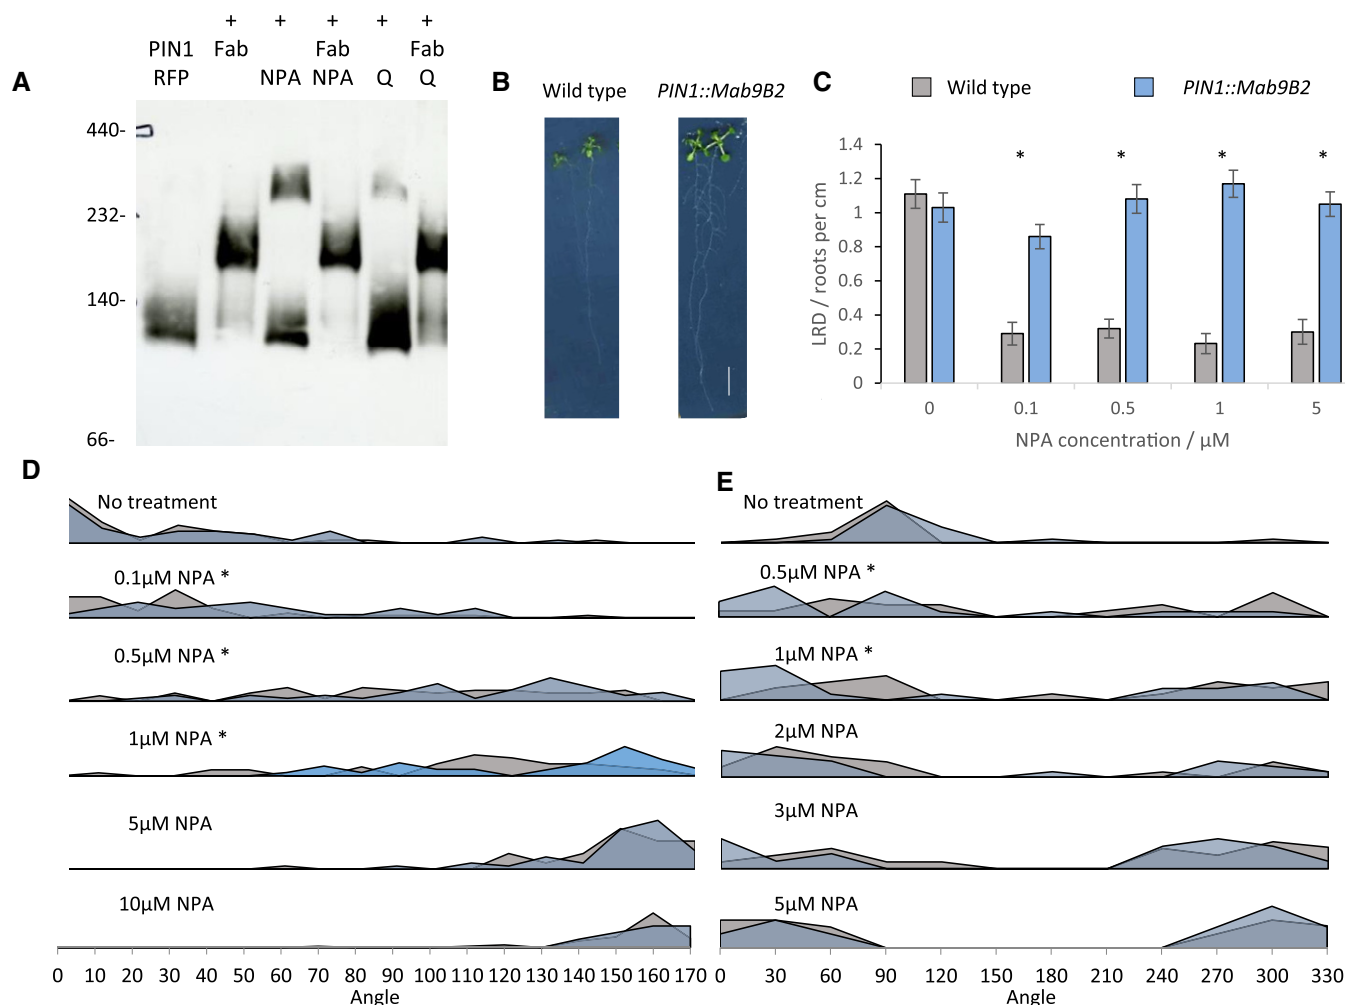 + + + + +
PIN1 Fab Fab Fab
RFP NPA NPA Q Q
A
440-
232-
140-
66-
B
Wild type PIN1::Mab9B2
C
Wild type PIN1::Mab9B2
LRD / roots per cm
1.4
1.2
1
0.8
0.6
0.4
0.2
0
* * * *
0 0.1 0.5 1 5
NPA concentration / µM
D
No treatment
0.1µM NPA *
0.5µM NPA *
1µM NPA *
5µM NPA
10µM NPA
0 10 20 30 40 50 60 70 80 90 100 110 120 130 140 150 160 170
Angle
E
No treatment
0.5µM NPA *
1µM NPA *
2µM NPA
3µM NPA
5µM NPA
0 30 60 90 120 150 180 210 240 270 300 330
Angle